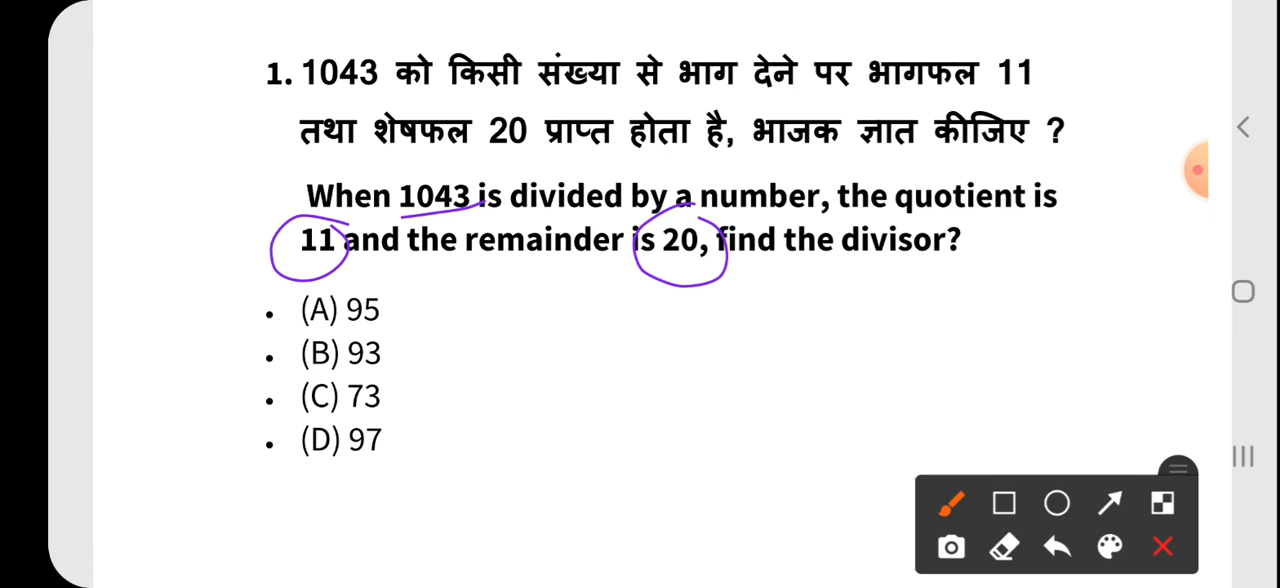 1. 1043 को किसी संख्या से भाग देने पर भागफल 11
तथा शेषफल 20 प्राप्त होता है, भाजक ज्ञात कीजिए ?
When 1043 is divided by a number, the quotient is
11 and the remainder is 20, find the divisor?
• (A) 95
• (B) 93
• (C) 73
• (D) 97